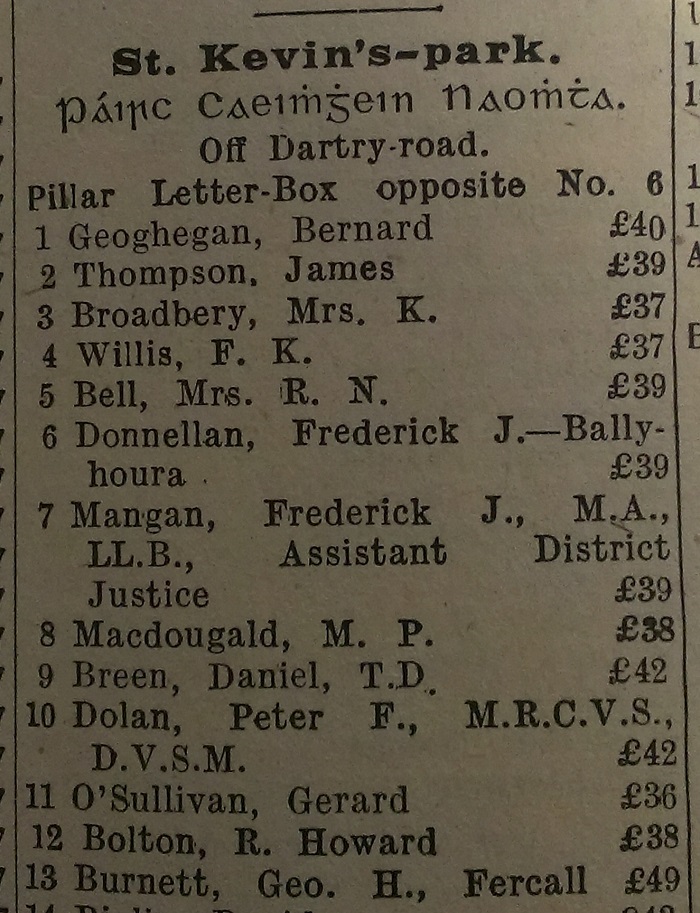 St. Kevin's-park.
Páirc Caeiṁġein Naoṁṫa.
Off Dartry-road.
Pillar Letter-Box opposite No. 6
1 Geoghegan, Bernard £40
2 Thompson, James £39
3 Broadbery, Mrs. K. £37
4 Willis, F. K. £37
5 Bell, Mrs. R. N. £39
6 Donnellan, Frederick J.—Bally-
houra £39
7 Mangan, Frederick J., M.A.,
LL.B., Assistant District
Justice £39
8 Macdougald, M. P. £38
9 Breen, Daniel, T.D. £42
10 Dolan, Peter F., M.R.C.V.S.,
D.V.S.M. £42
11 O'Sullivan, Gerard £36
12 Bolton, R. Howard £38
13 Burnett, Geo. H., Fercall £49